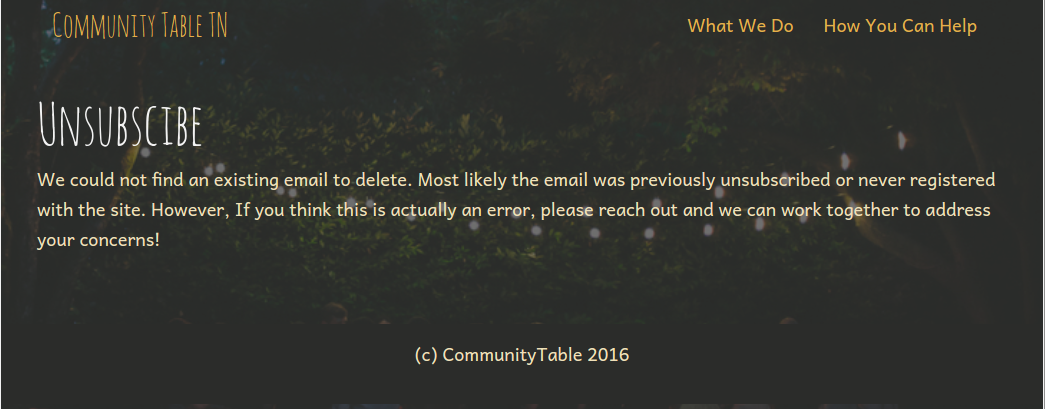 Community Table TN
What We Do
How You Can Help
Unsubscibe
We could not find an existing email to delete. Most likely the email was previously unsubscribed or never registered
with the site. However, If you think this is actually an error, please reach out and we can work together to address
your concerns!
(c) CommunityTable 2016